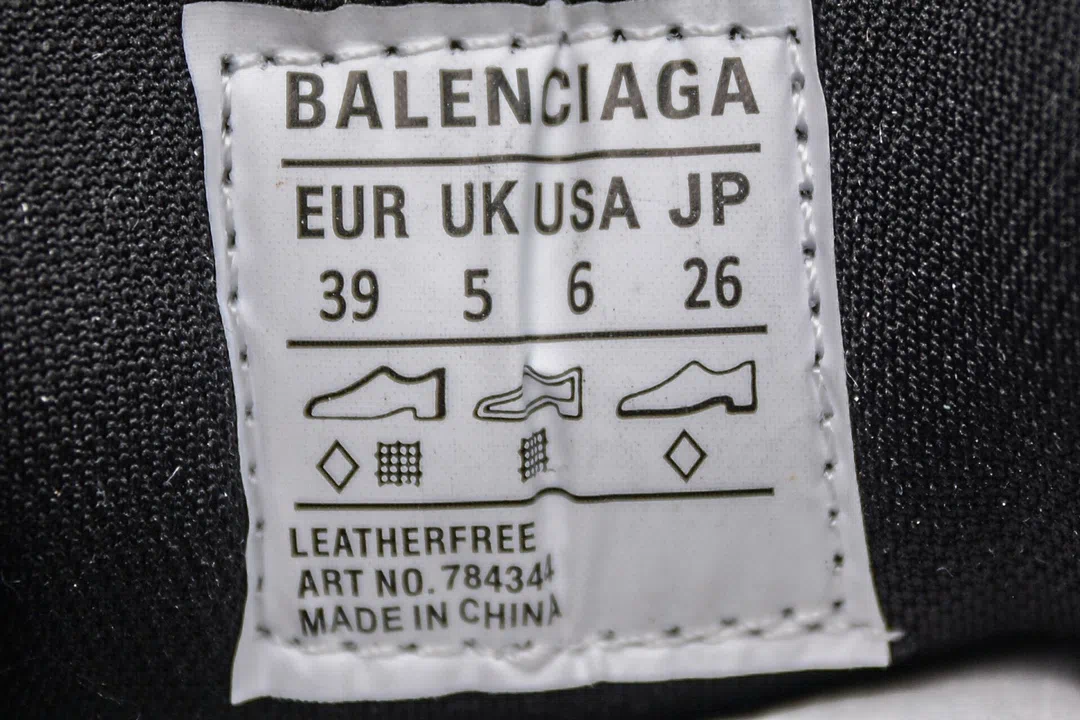 BALENCIAGA
EUR UK USA JP
39 5 6 26
LEATHERFREE
ART NO. 784344
MADE IN CHINA